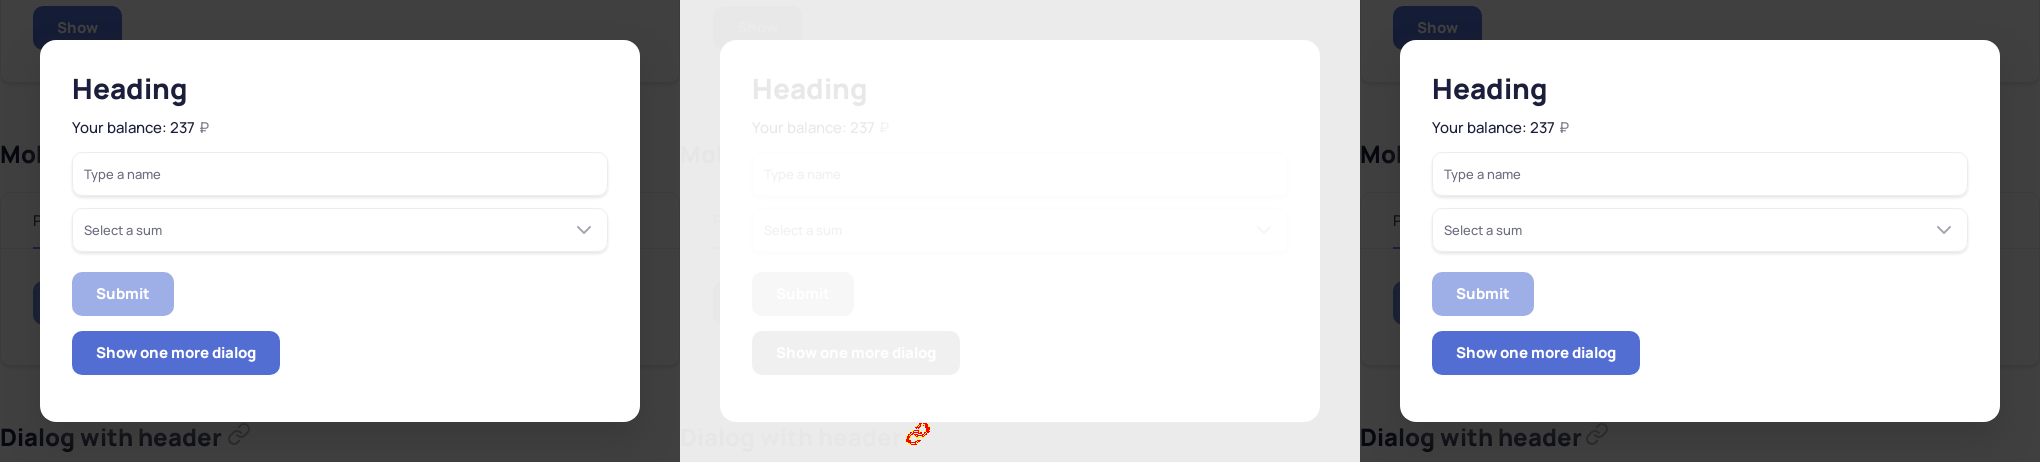 Show
Heading
Your balance: 237 ₽
Mo
Type a name
Select a sum
Submit
Show one more dialog
Dialog with header
Show
Heading
Your balance: 237 ₽
Mo
Type a name
Select a sum
Submit
Show one more dialog
Dialog with header
Show
Heading
Your balance: 237 ₽
Mo
Type a name
Select a sum
Submit
Show one more dialog
Dialog with header